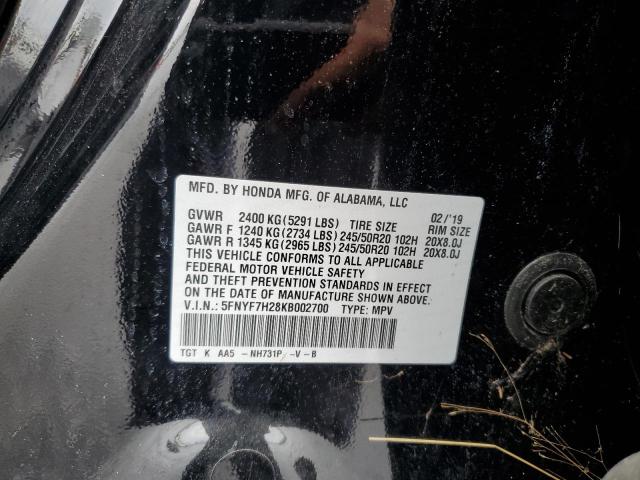 MFD. BY HONDA MFG. OF ALABAMA, LLC
GVWR 2400 KG(5291 LBS) TIRE SIZE 02/'19 RIM SIZE
GAWR F 1240 KG(2734 LBS) 245/50R20 102H 20X8.0J
GAWR R 1345 KG(2965 LBS) 245/50R20 102H 20X8.0J
THIS VEHICLE CONFORMS TO ALL APPLICABLE
FEDERAL MOTOR VEHICLE SAFETY
AND THEFT PREVENTION STANDARDS IN EFFECT
ON THE DATE OF MANUFACTURE SHOWN ABOVE.
V.I.N.: 5FNYF7H28KB002700 TYPE: MPV
TGT K AA5 -NH731P -V-B